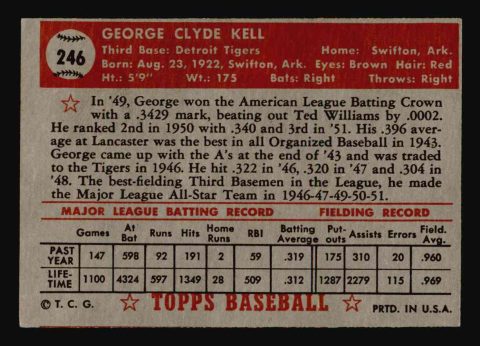 246
GEORGE CLYDE KELL
Third Base: Detroit Tigers Home: Swifton, Ark.
Born: Aug. 23, 1922, Swifton, Ark. Eyes: Brown Hair: Red
Ht.: 5'9" Wt.: 175 Bats: Right Throws: Right
In '49, George won the American League Batting Crown
with a .3429 mark, beating out Ted Williams by .0002.
He ranked 2nd in 1950 with .340 and 3rd in '51. His .396 aver-
age at Lancaster was the best in all Organized Baseball in 1943.
George came up with the A's at the end of '43 and was traded
to the Tigers in 1946. He hit .322 in '46, .320 in '47 and .304 in
'48. The best-fielding Third Basemen in the League, he made
the Major League All-Star Team in 1946-47-49-50-51.
MAJOR LEAGUE BATTING RECORD FIELDING RECORD
Games At Bat Runs Hits Home Runs RBI Batting Average Put-outs Assists Errors Field. Avg.
PAST YEAR 147 598 92 191 2 59 .319 175 310 20 .960
LIFE-TIME 1100 4324 597 1349 28 509 .312 1287 2279 115 .969
© T. C. G. TOPPS BASEBALL PRTD. IN U.S.A.